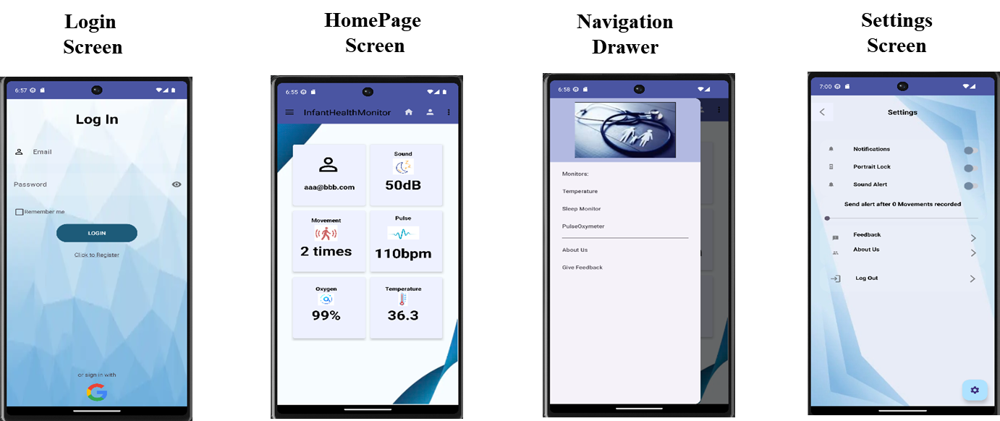 Login
Screen
HomePage
Screen
Navigation
Drawer
Settings
Screen
6:57
Log In
Email
Password
Remember me
LOGIN
Click to Register
or sign in with
G
6:55
InfantHealthMonitor
aaa@bbb.com
Sound
50dB
Movement
2 times
Pulse
110bpm
Oxygen
99%
Temperature
36.3
6:58
Monitors:
Temperature
Sleep Monitor
PulseOxymeter
About Us
Give Feedback
7:00
Settings
Notifications
Portrait Lock
Sound Alert
Send alert after 0 Movements recorded
Feedback
About Us
Log Out